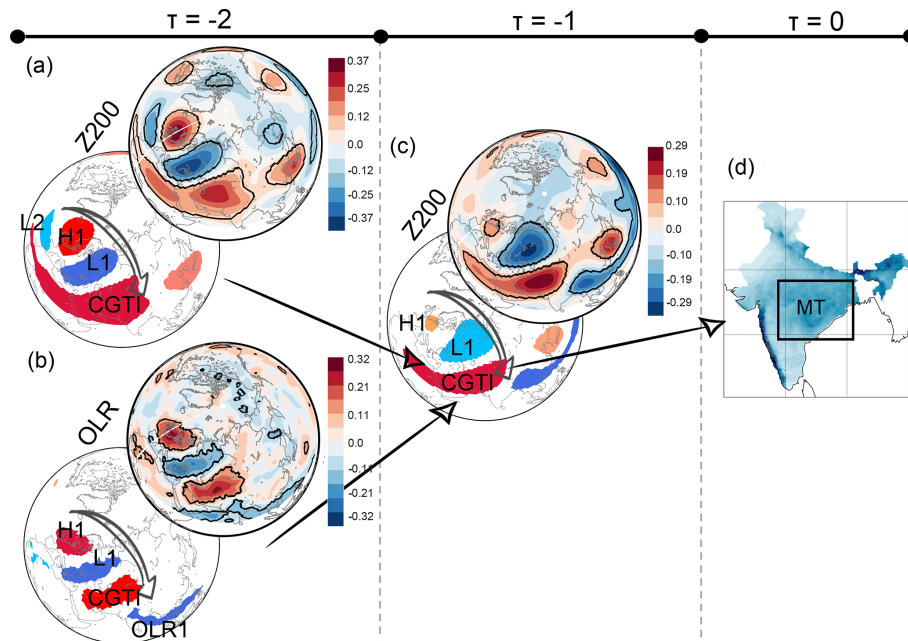 τ = -2
τ = -1
τ = 0
(a)
Z200
0.37
0.25
0.12
0.0
-0.12
-0.25
-0.37
L2
H1
L1
CGTI
(b)
OLR
0.32
0.21
0.11
0.0
-0.11
-0.21
-0.32
H1
L1
CGTI
OLR1
(c)
Z200
0.29
0.19
0.10
0.0
-0.10
-0.19
-0.29
H1
L1
CGTI
(d)
MT